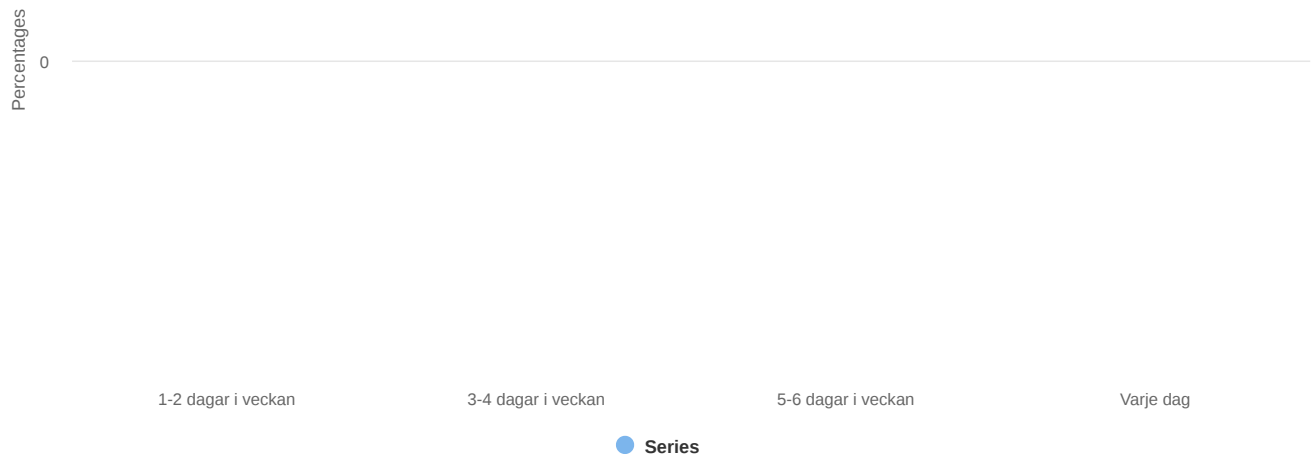 Percentages
0
1-2 dagar i veckan
3-4 dagar i veckan
5-6 dagar i veckan
Varje dag
Series